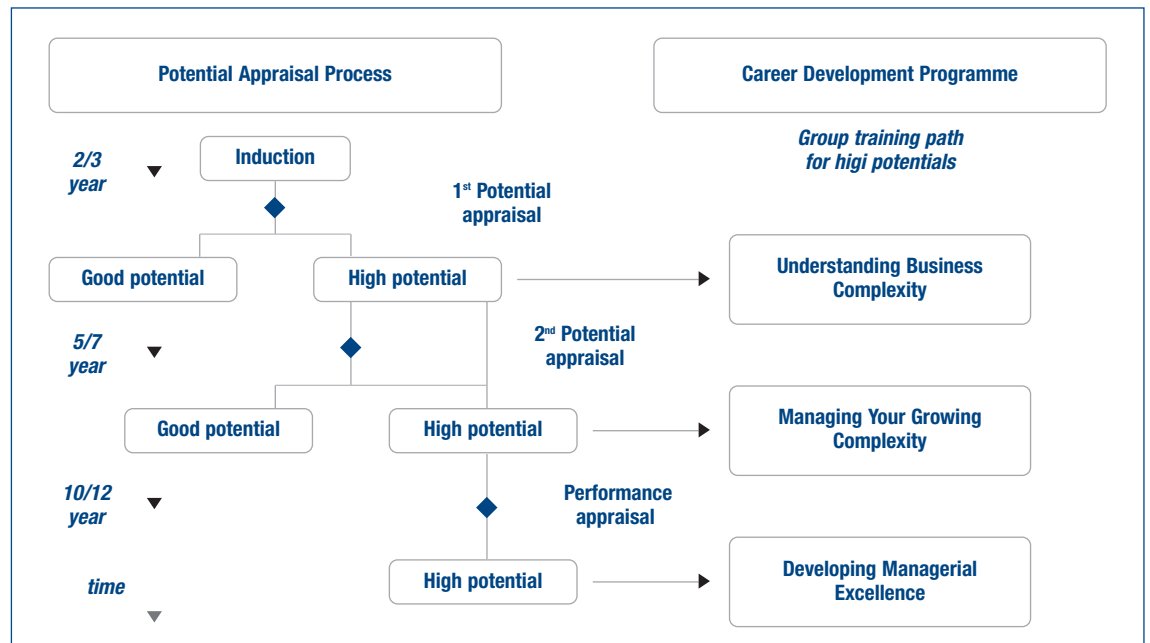 Potential Appraisal Process
Career Development Programme
Group training path
for higi potentials
2/3
year
Induction
1st Potential
appraisal
Good potential
High potential
Understanding Business
Complexity
5/7
year
2nd Potential
appraisal
Good potential
High potential
Managing Your Growing
Complexity
10/12
year
Performance
appraisal
time
High potential
Developing Managerial
Excellence